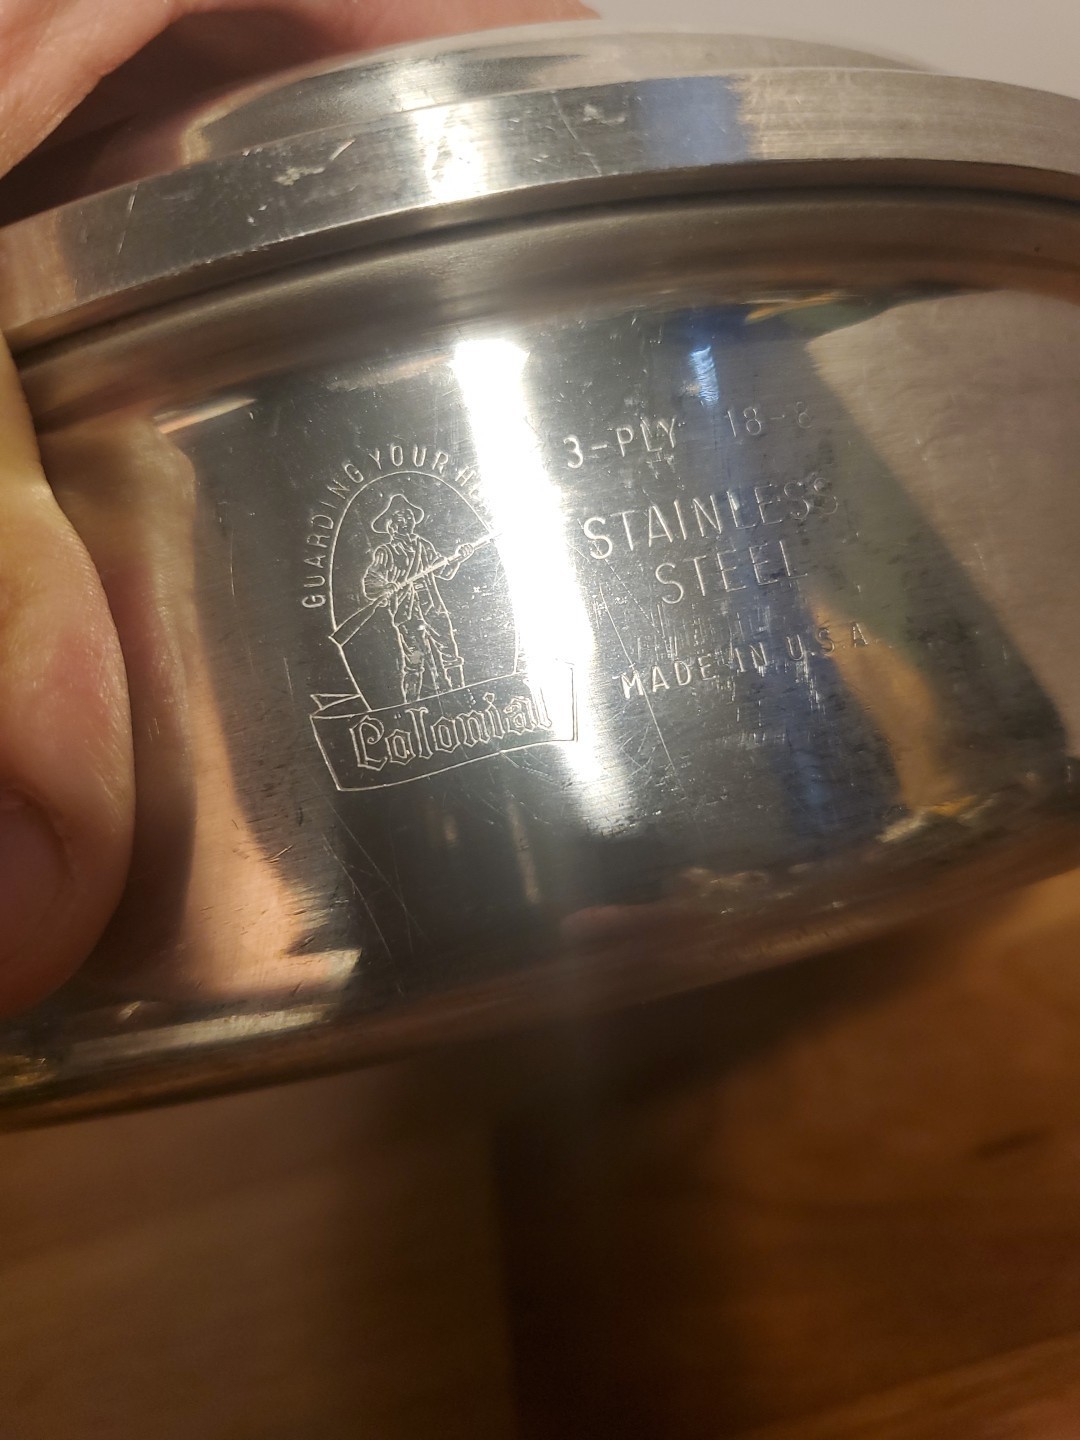 GUARDING YOUR
Colonial
3-PLY 18-8
STAINLESS
STEEL
MADE IN U.S.A.